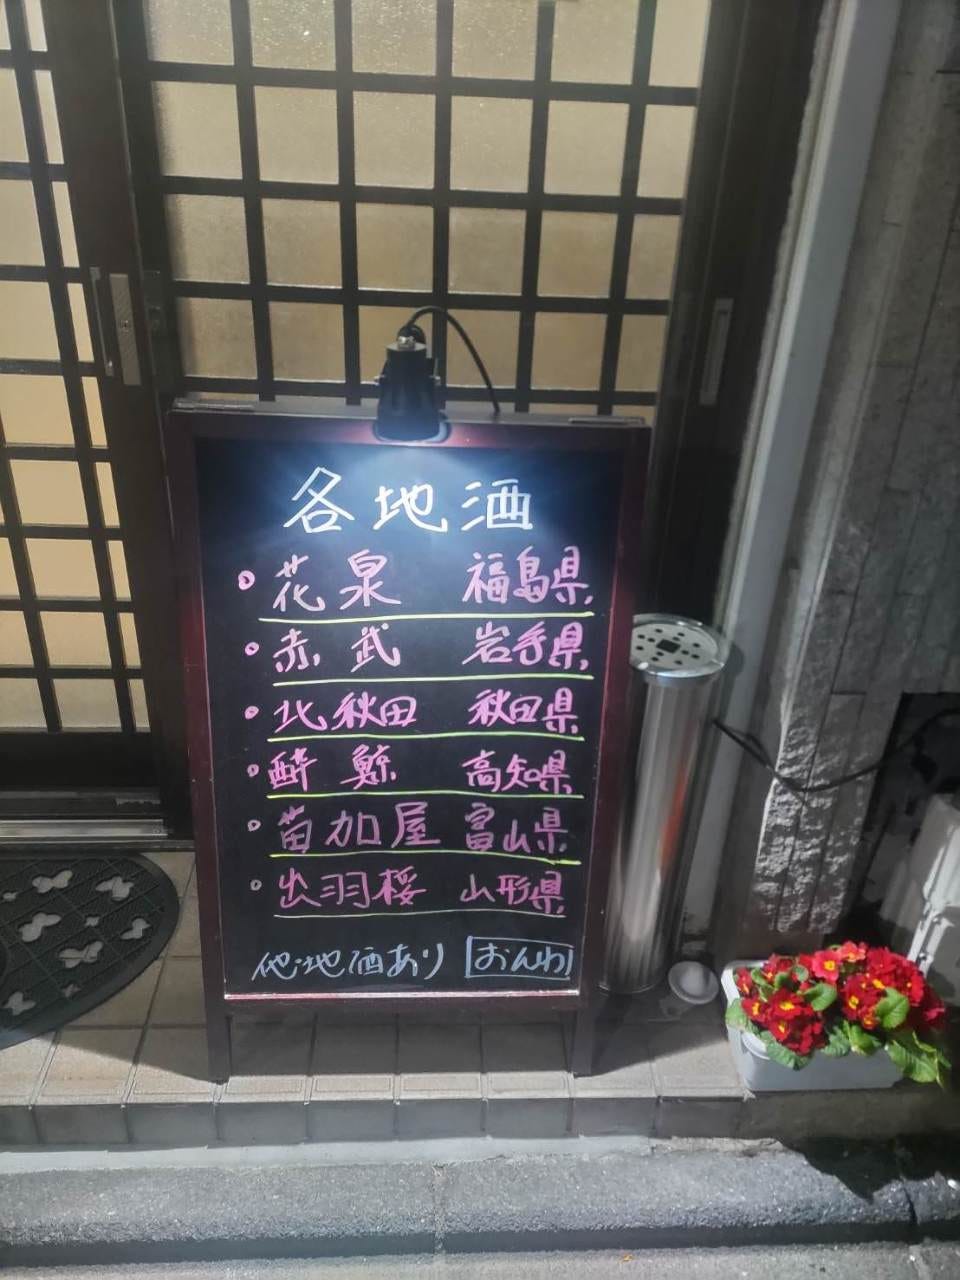 各地酒
花泉 福島県
赤武 岩手県
北秋田 秋田県
酔鯨 高知県
苗加屋 富山県
出羽桜 山形県
他地酒あり おんわ